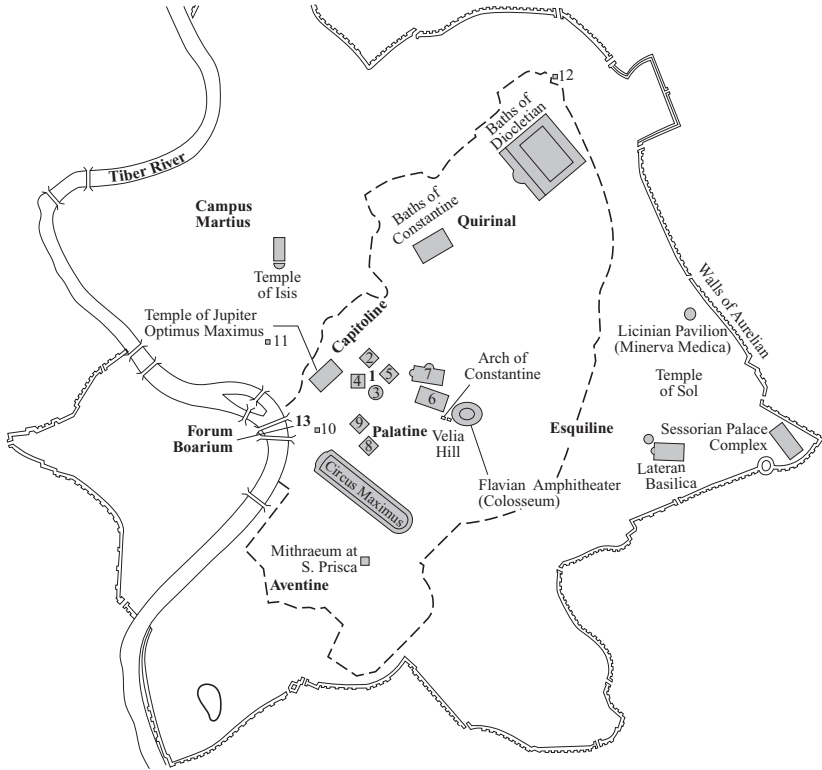 12
Baths of
Diocletian
Tiber River
Campus
Martius
Baths of
Constantine
Quirinal
Temple
of Isis
Walls of Aurelian
Temple of Jupiter
Optimus Maximus
11
Capitoline
Licinian Pavilion
(Minerva Medica)
Temple
of Sol
Arch of
Constantine
2
1
5
7
4
3
6
13
10
9
8
Palatine
Velia
Hill
Esquiline
Forum
Boarium
Sessorian Palace
Complex
Lateran
Basilica
Flavian Amphitheater
(Colosseum)
Circus Maximus
Mithraeum at
S. Prisca
Aventine